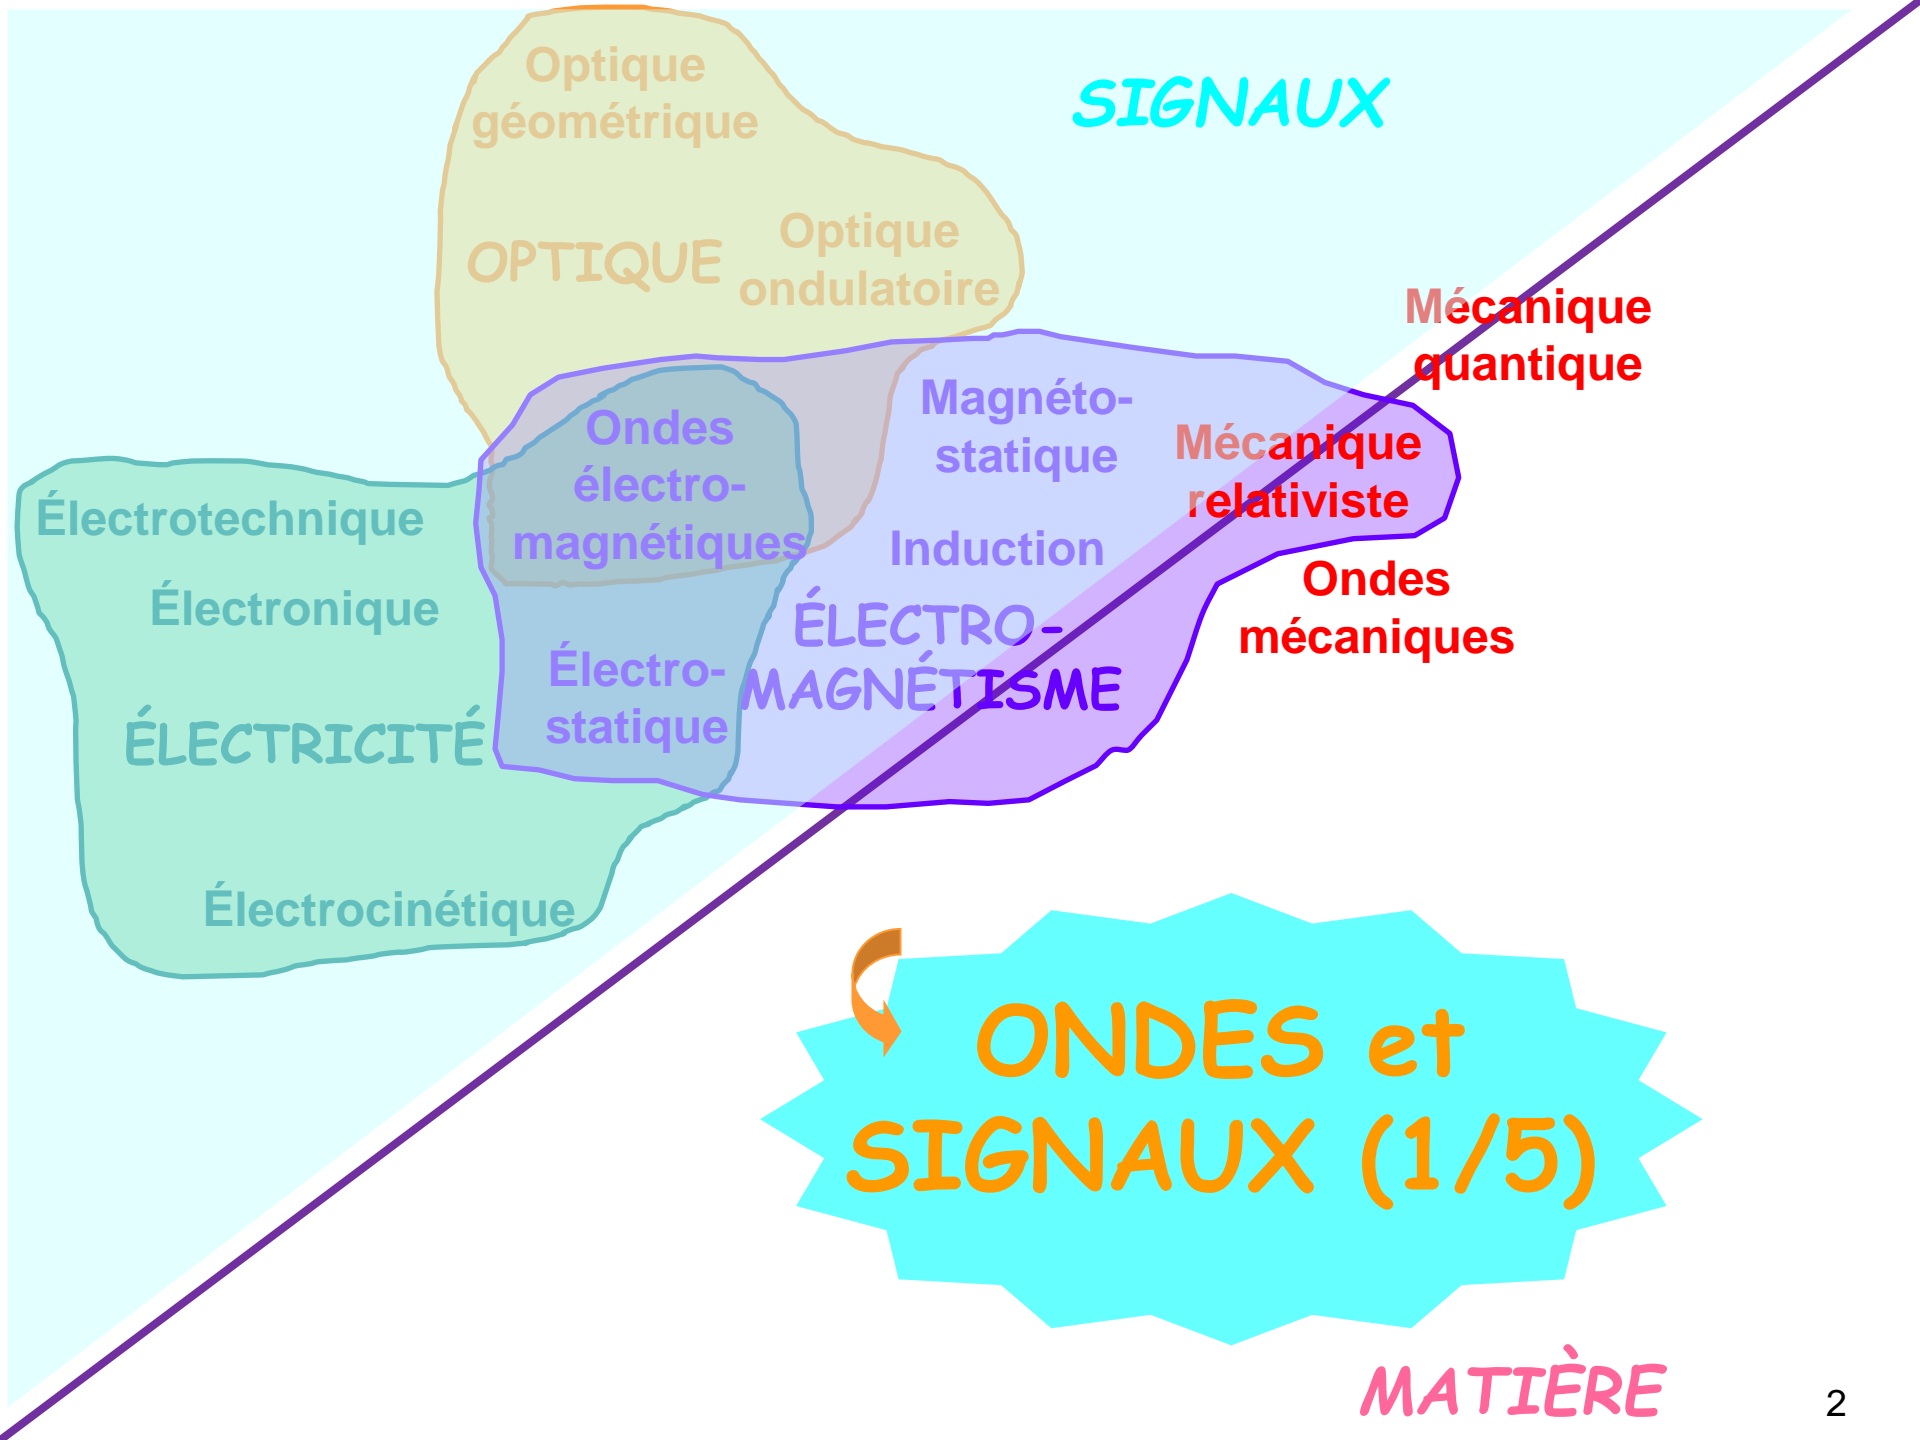 Optique
géométrique
SIGNAUX
OPTIQUE
Optique
ondulatoire
Mécanique
quantique
Ondes
électro-
magnétiques
Magnéto-
statique
Mécanique
relativiste
Électrotechnique
Induction
Ondes
mécaniques
Électronique
ÉLECTRO-
MAGNÉTISME
Électro-
statique
ÉLECTRICITÉ
Électrocinétique
ONDES et
SIGNAUX (1/5)
MATIÈRE
2